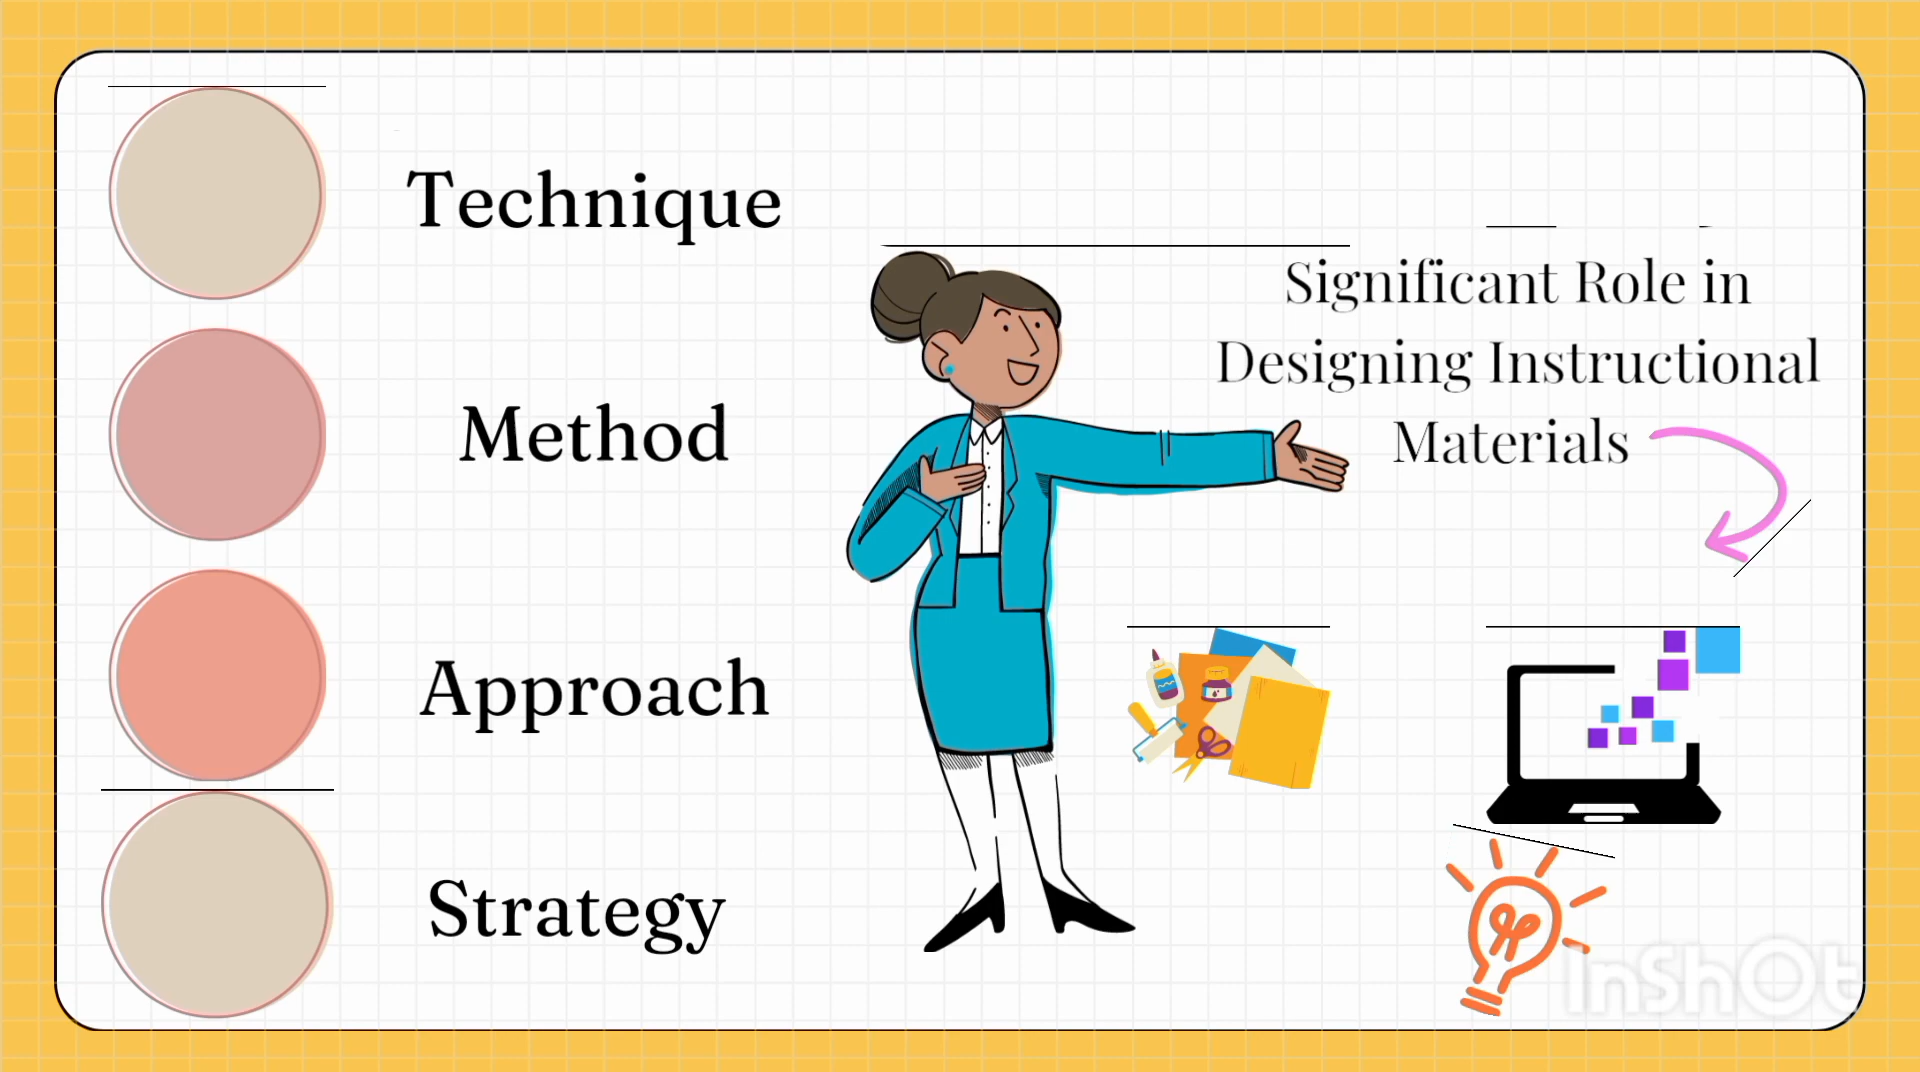 Technique
Method
Approach
Strategy
Significant Role in
Designing Instructional
Materials
InShOt